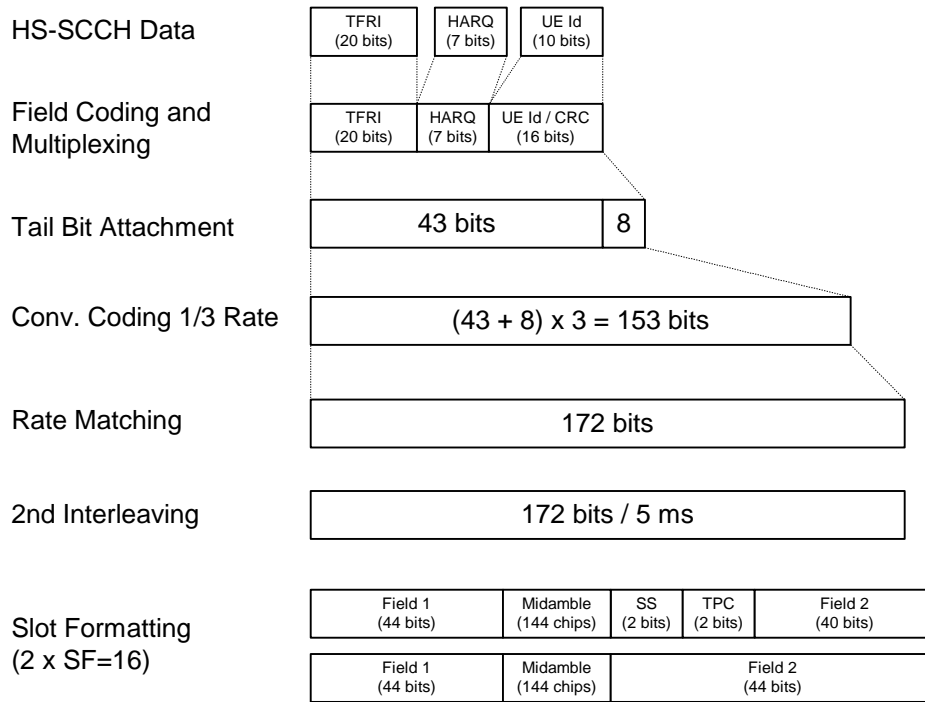 HS-SCCH Data
TFRI
(20 bits)
HARQ
(7 bits)
UE Id
(10 bits)
Field Coding and
Multiplexing
TFRI
(20 bits)
HARQ
(7 bits)
UE Id / CRC
(16 bits)
Tail Bit Attachment
43 bits
8
Conv. Coding 1/3 Rate
(43 + 8) x 3 = 153 bits
Rate Matching
172 bits
2nd Interleaving
172 bits / 5 ms
Slot Formatting
(2 x SF=16)
Field 1
(44 bits)
Midamble
(144 chips)
SS
(2 bits)
TPC
(2 bits)
Field 2
(40 bits)
Field 1
(44 bits)
Midamble
(144 chips)
Field 2
(44 bits)